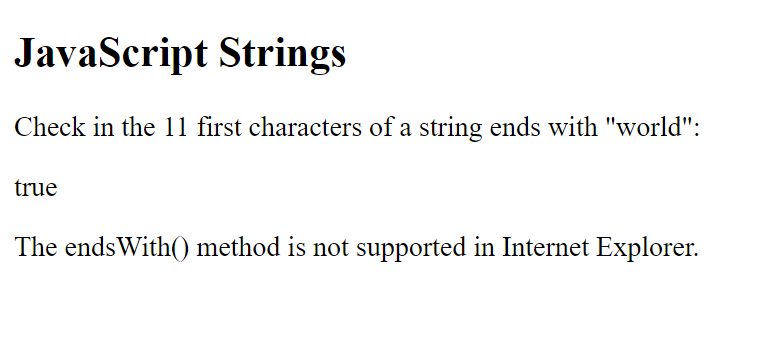 JavaScript Strings
Check in the 11 first characters of a string ends with "world":
true
The endsWith() method is not supported in Internet Explorer.